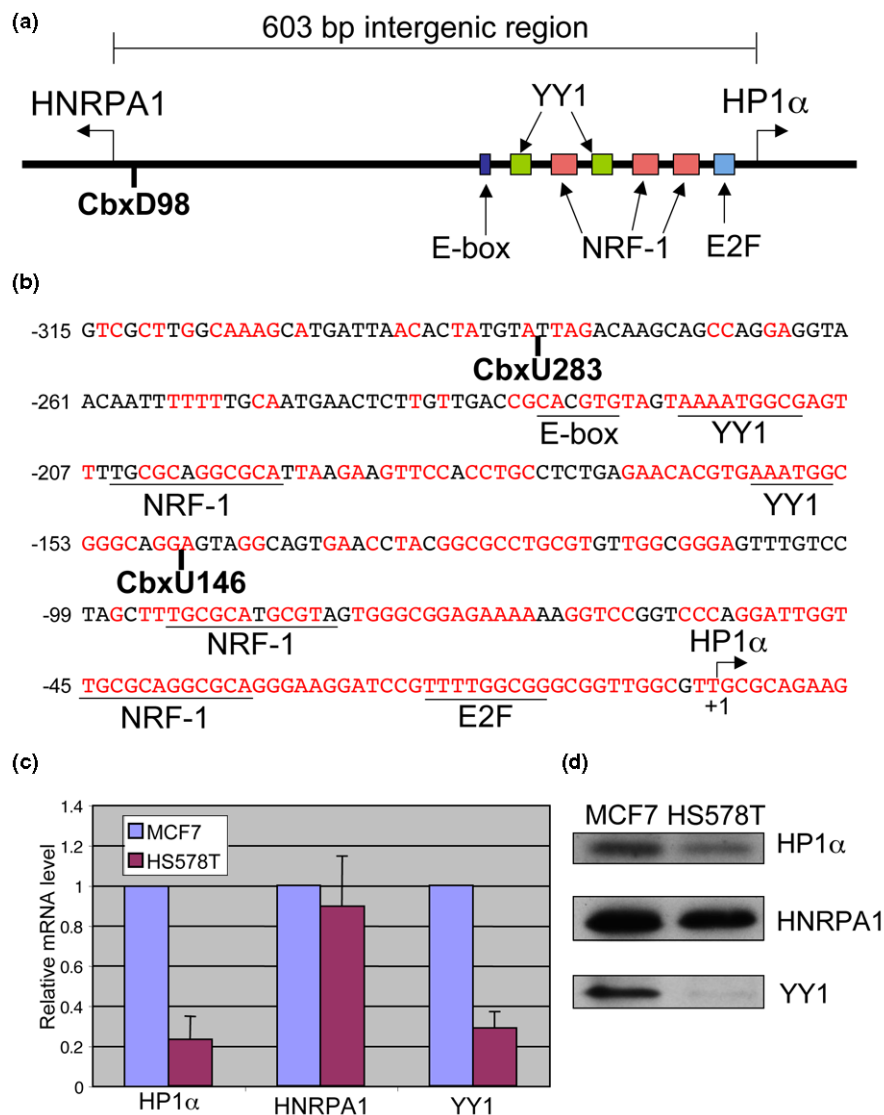 (a)
603 bp intergenic region
HNRPA1
YY1
HP1α
CbxD98
E-box
NRF-1
E2F
(b)
-315 GTCGCTTGGCAAAGCATGATTAACACTATGTATTAGACAAGCAGCCAGGAGGTA
CbxU283
-261 ACAATTTTTTTGCAATGAACTCTTGTTGACCGCACGTGTAGTAAAATGGCGAGT
E-box YY1
-207 TTTGCGCAGGCGCATTAAGAAGTTCCACCTGCCTCTGAGAACACGTGAAATGGC
NRF-1 YY1
-153 GGGCAGGAGTAGGCAGTGAACCTACGGCGCCTGCGTGTTGGCGGGAGTTTGTCC
CbxU146
-99 TAGCTTTGCGCATGCGTAGTGGGCGGAGAAAAAAGGTCCGGTCCCAGGATTGGT
NRF-1 HP1α
-45 TGCGCAGGCGCAGGGAAGGATCCGTTTTGGCGGGCGGTTGGCGTTGCGCAGAAG
NRF-1 E2F +1
(c)
1.4
1.2
1
0.8
0.6
0.4
0.2
0
Relative mRNA level
MCF7
HS578T
HP1α HNRPA1 YY1
(d)
MCF7 HS578T
HP1α
HNRPA1
YY1